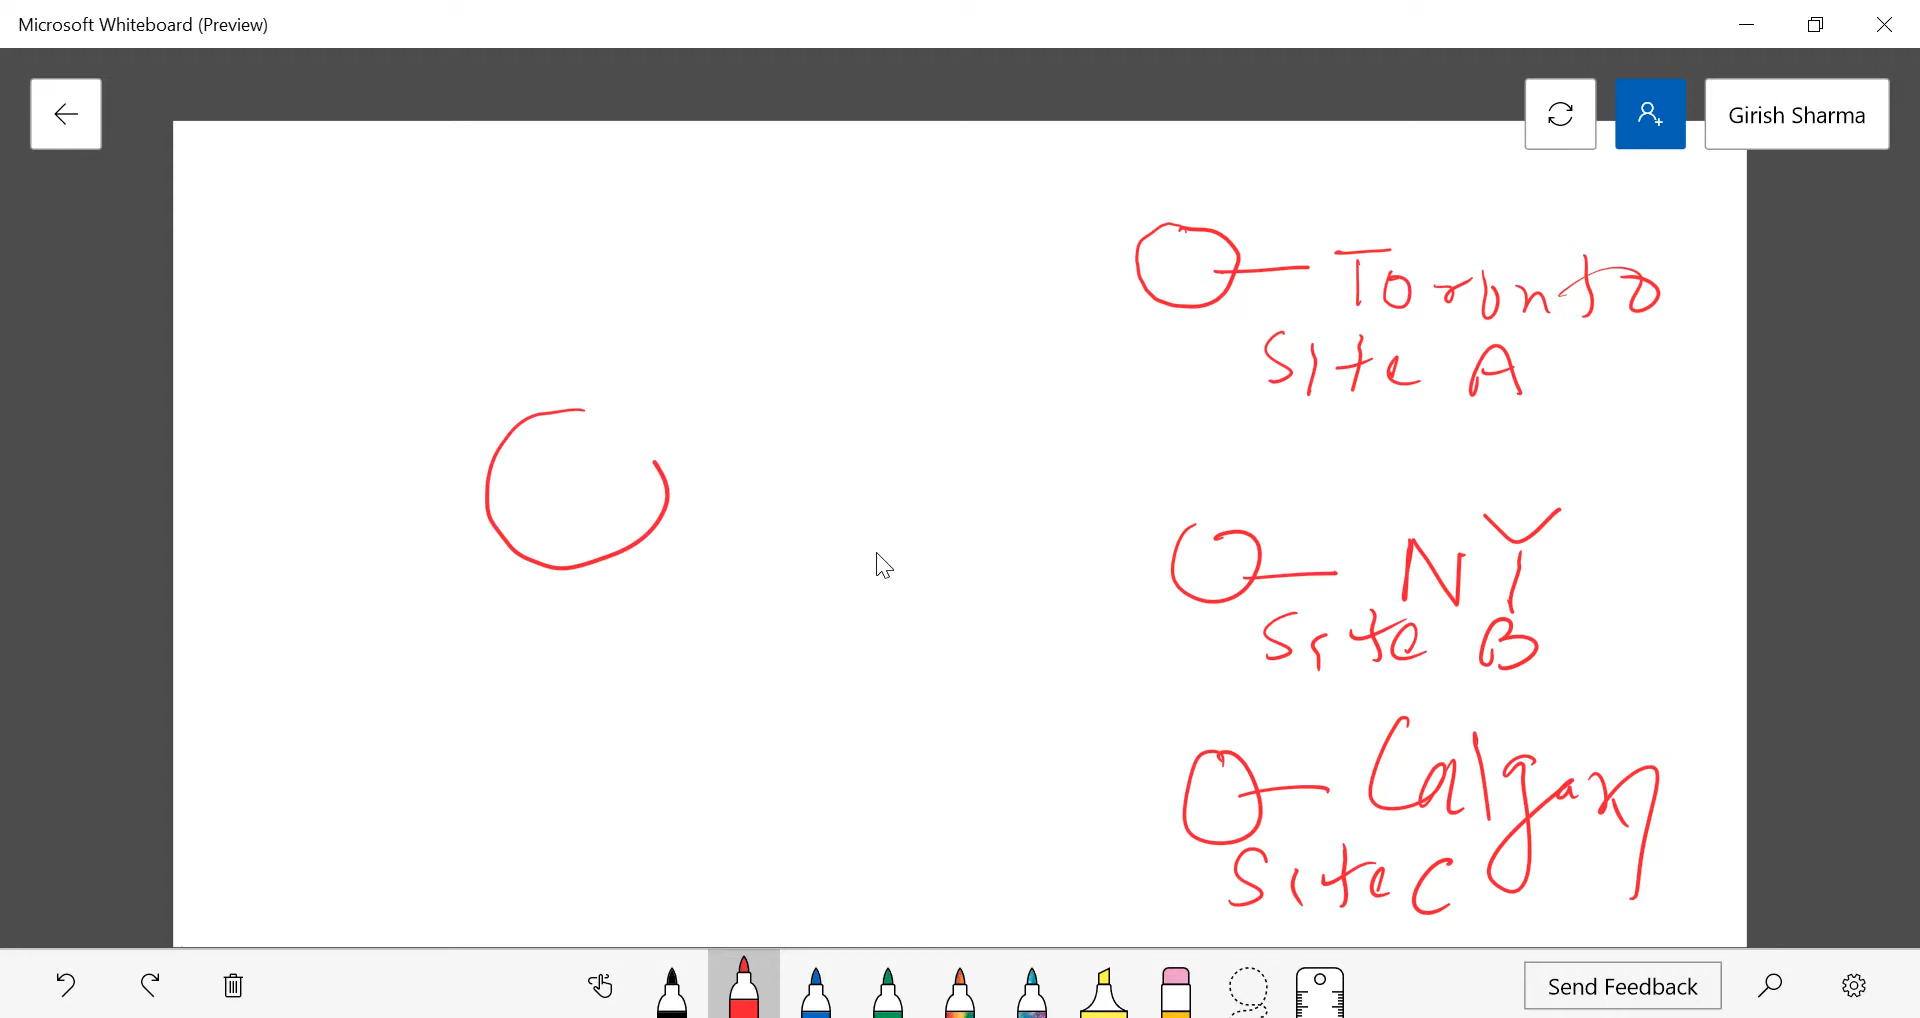 Microsoft Whiteboard (Preview)
Girish Sharma
Toronto
Site A
NY
Site B
Calgary
Site C
Send Feedback